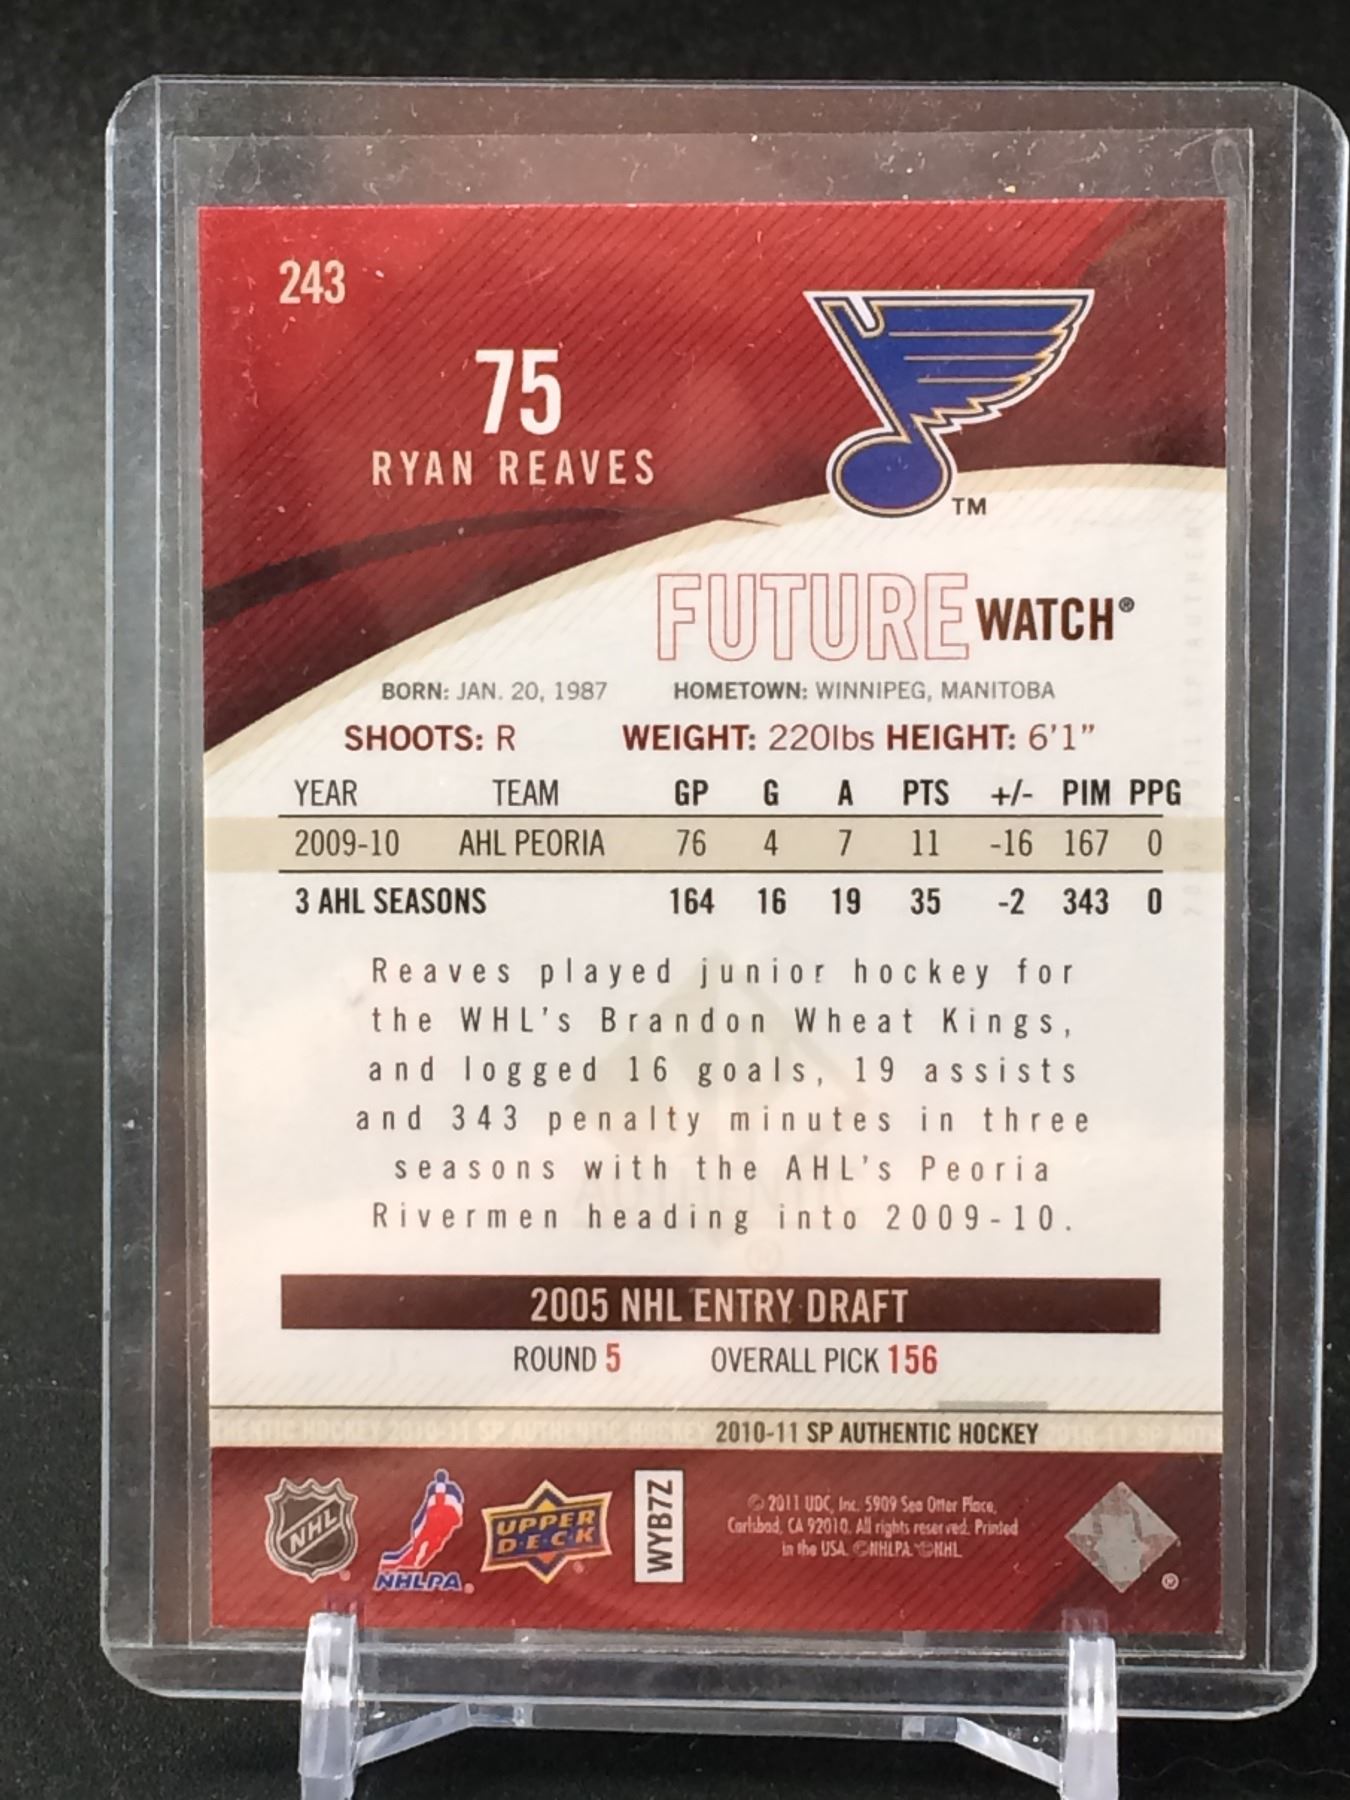 243
75
RYAN REAVES
TM
FUTURE WATCH®
BORN: JAN. 20, 1987 HOMETOWN: WINNIPEG, MANITOBA
SHOOTS: R WEIGHT: 220lbs HEIGHT: 6'1"
YEAR TEAM GP G A PTS +/- PIM PPG
2009-10 AHL PEORIA 76 4 7 11 -16 167 0
3 AHL SEASONS 164 16 19 35 -2 343 0
Reaves played junior hockey for
the WHL's Brandon Wheat Kings,
and logged 16 goals, 19 assists
and 343 penalty minutes in three
seasons with the AHL's Peoria
Rivermen heading into 2009-10.
2005 NHL ENTRY DRAFT
ROUND 5 OVERALL PICK 156
2010-11 SP AUTHENTIC HOCKEY
NHL
NHLPA
UPPER
DECK
WYB7Z
© 2011 UDC, Inc. 5909 Sea Otter Place,
Carlsbad, CA 92010. All rights reserved. Printed
in the USA. ©NHLPA. ©NHL